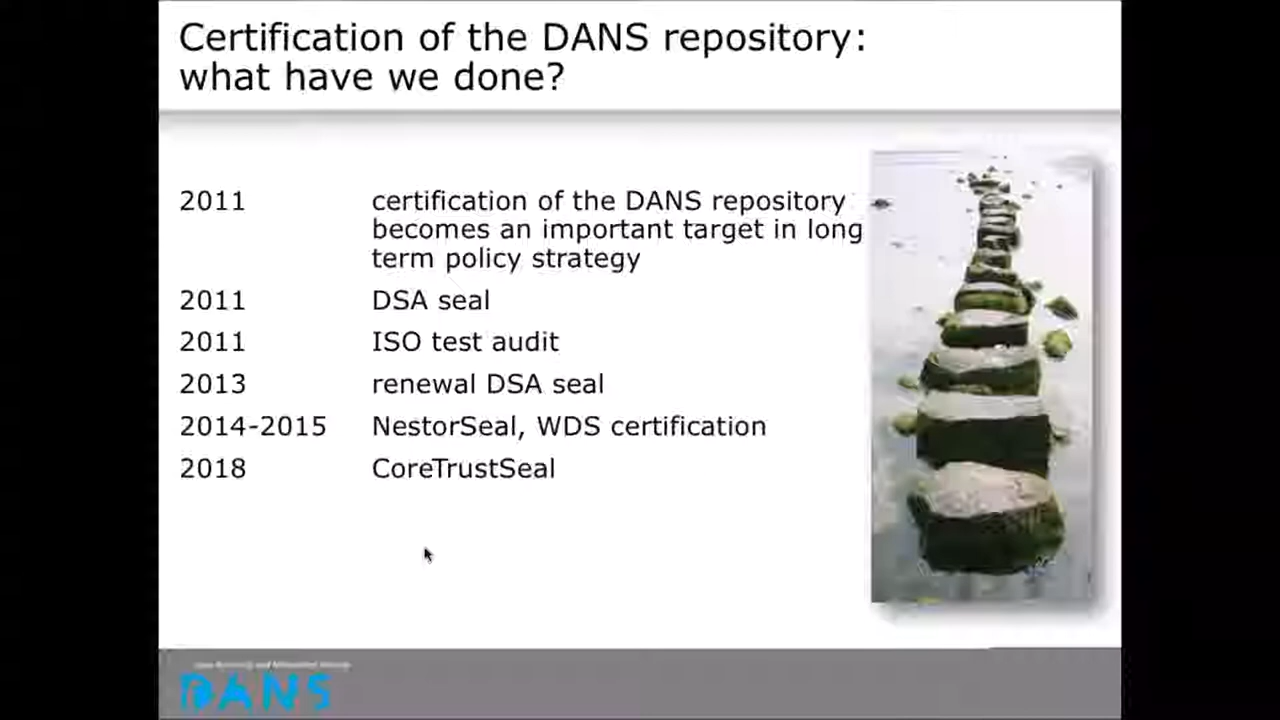 Certification of the DANS repository:
what have we done?
2011 certification of the DANS repository
becomes an important target in long
term policy strategy
2011 DSA seal
2011 ISO test audit
2013 renewal DSA seal
2014-2015 NestorSeal, WDS certification
2018 CoreTrustSeal
DANS